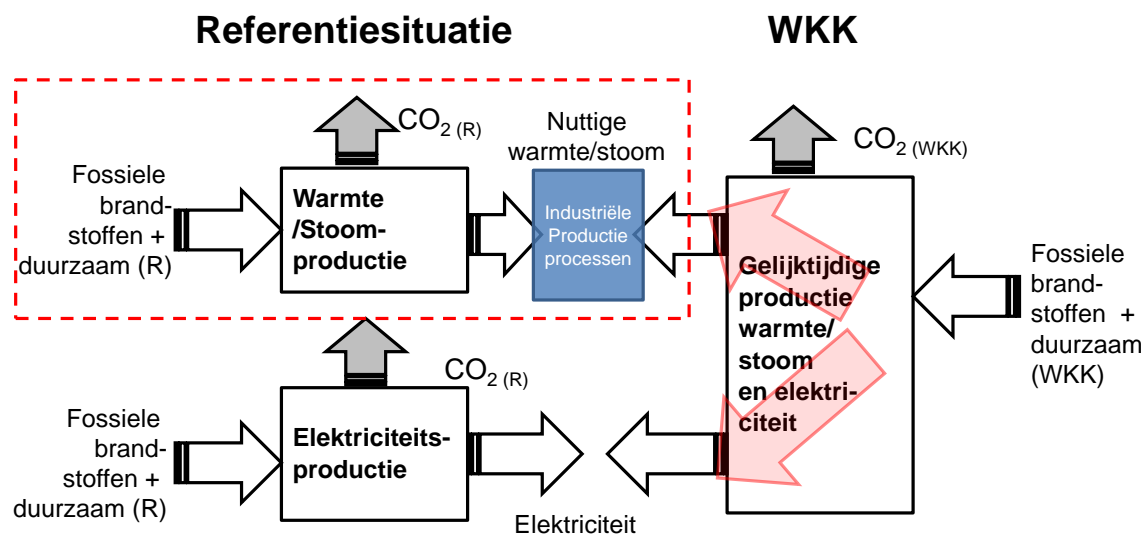 Referentiesituatie
WKK
CO2 (R)
Nuttige
warmte/stoom
CO2 (WKK)
Fossiele
brand-
stoffen +
duurzaam (R)
Warmte
/Stoom-
productie
Industriële
Productie
processen
Gelijktijdige
productie
warmte/
stoom
en elektri-
citeit
Fossiele
brand-
stoffen +
duurzaam
(WKK)
CO2 (R)
Fossiele
brand-
stoffen +
duurzaam (R)
Elektriciteits-
productie
Elektriciteit